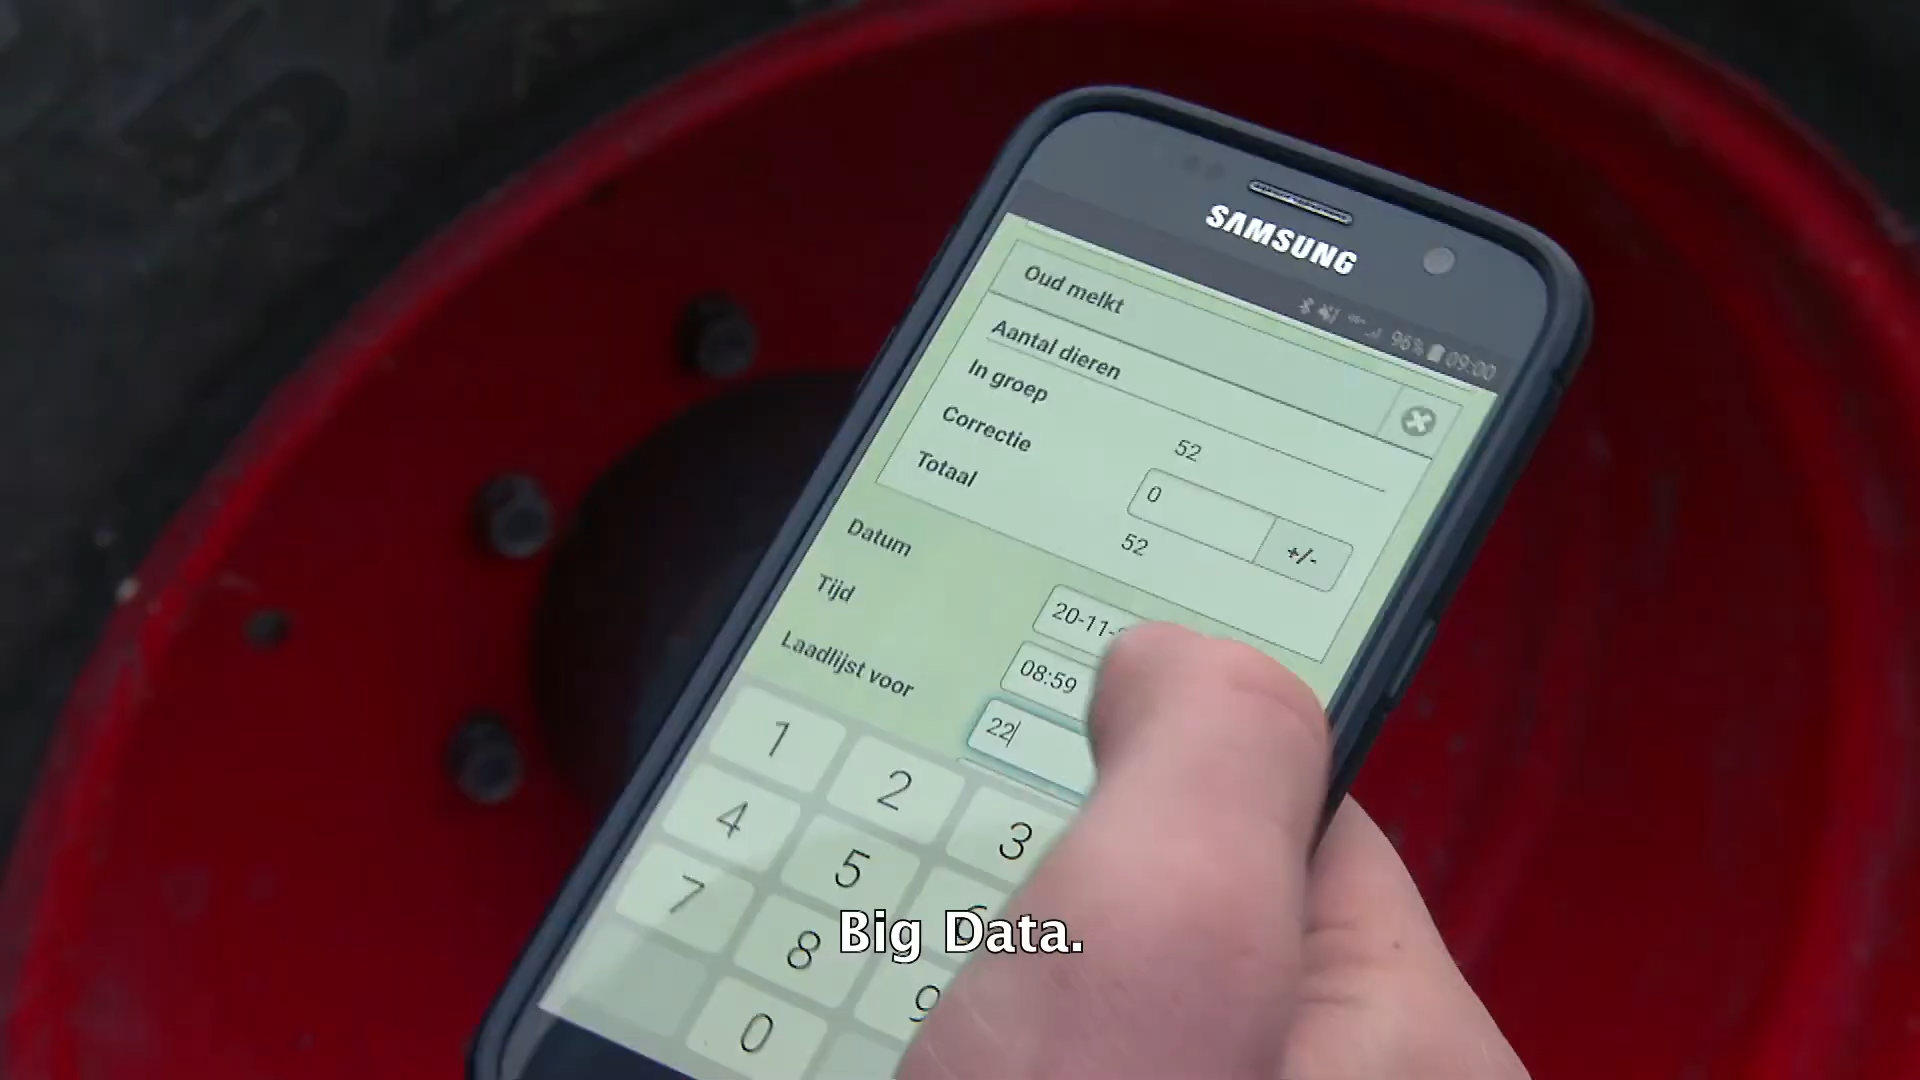 SAMSUNG
96% 09:00
Oud melkt
Aantal dieren
In groep 52
Correctie 0 +/-
Totaal 52
Datum 20-11-
Tijd 08:59
Laadlijst voor 22
1 2 3
4 5
7 8 9
0
Big Data.